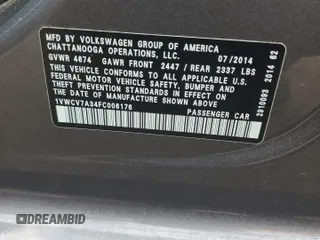 MFD. BY VOLKSWAGEN GROUP OF AMERICA
CHATTANOOGA OPERATIONS, LLC. 07/2014
GVWR 4674 GAWR FRONT 2447 / REAR 2337 LBS
THIS VEHICLE CONFORMS TO ALL APPLICABLE
FEDERAL MOTOR VEHICLE SAFETY, BUMPER AND
THEFT PREVENTION STANDARDS IN EFFECT ON
THE DATE OF MANUFACTURE SHOWN ABOVE.
1VWCV7A34FC006176 PASSENGER CAR
2810693 2014 62
DREAMBID